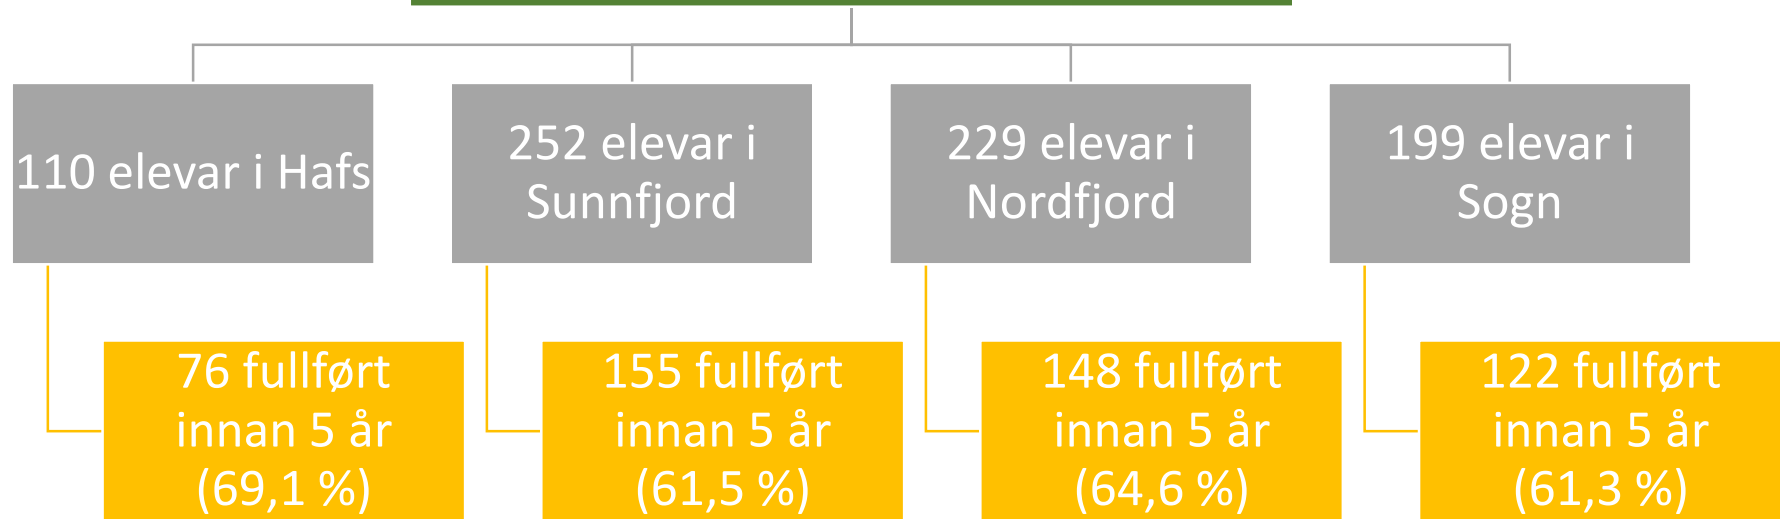 110 elevar i Hafs
252 elevar i
Sunnfjord
229 elevar i
Nordfjord
199 elevar i
Sogn
76 fullført
innan 5 år
(69,1 %)
155 fullført
innan 5 år
(61,5 %)
148 fullført
innan 5 år
(64,6 %)
122 fullført
innan 5 år
(61,3 %)